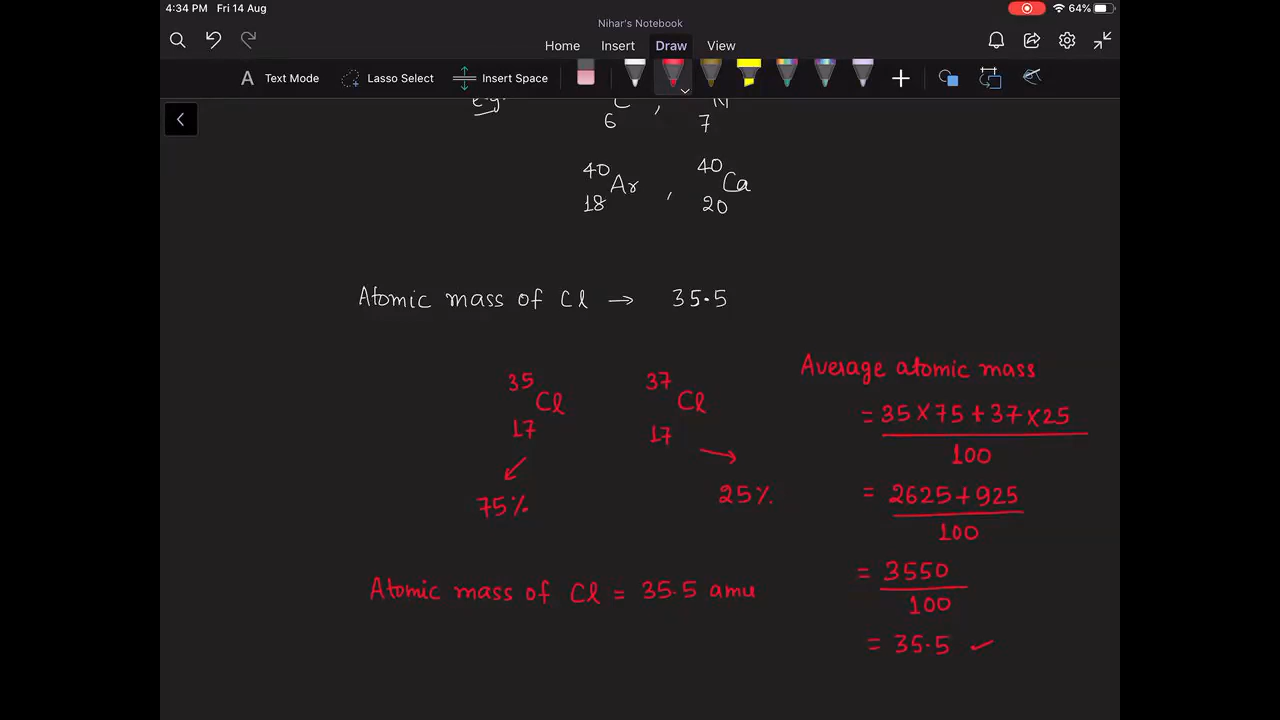 4:34 PM Fri 14 Aug 64%
Nihar's Notebook
Home Insert Draw View
A Text Mode Lasso Select Insert Space
E.g. C , N
6 7
40 40
Ar , Ca
18 20
Atomic mass of Cl → 35.5
Average atomic mass
35 37
Cl Cl
17 17
75% 25%
= 35 × 75 + 37 × 25
100
= 2625 + 925
100
= 3550
100
= 35.5 ✓
Atomic mass of Cl = 35.5 amu